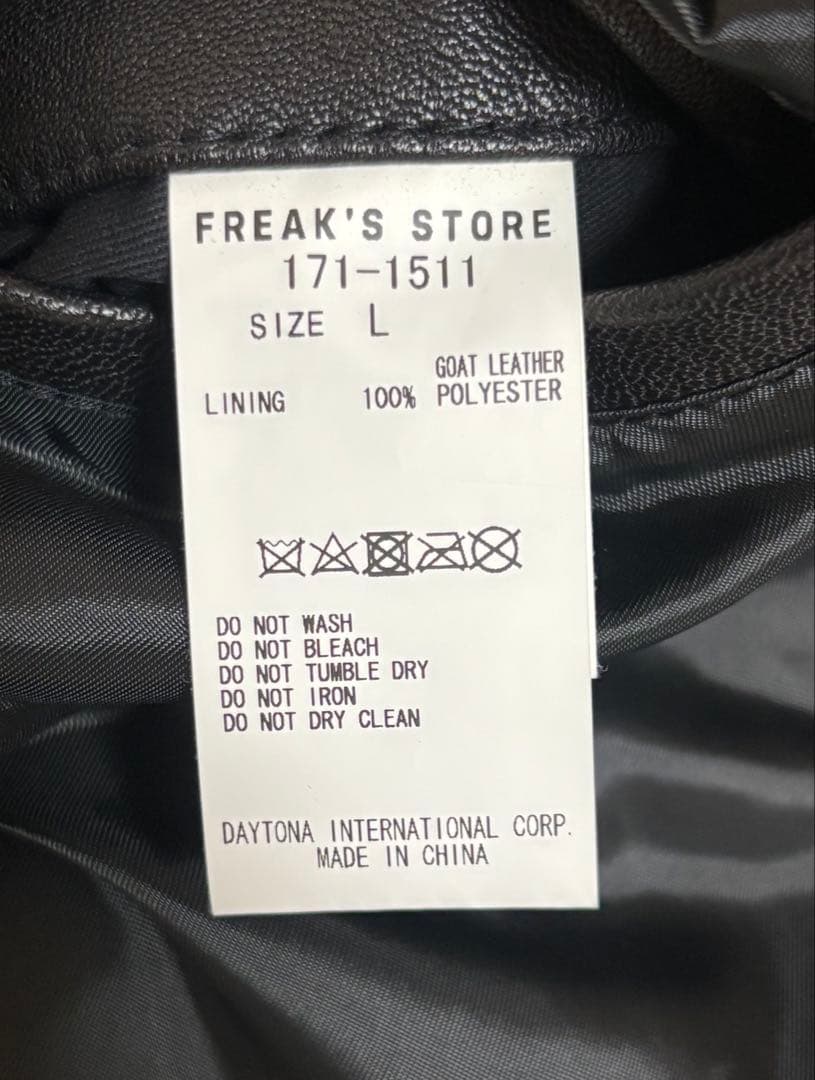 FREAK'S STORE
171-1511
SIZE L
GOAT LEATHER
LINING 100% POLYESTER
DO NOT WASH
DO NOT BLEACH
DO NOT TUMBLE DRY
DO NOT IRON
DO NOT DRY CLEAN
DAYTONA INTERNATIONAL CORP.
MADE IN CHINA